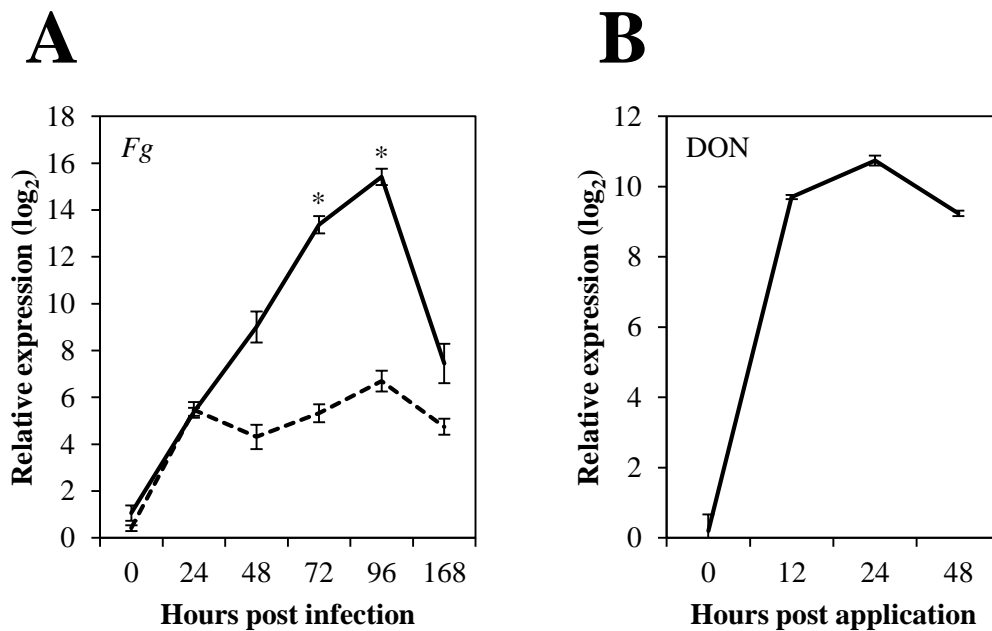 A
B
18
16
14
12
10
8
6
4
2
0
Fg
*
*
Relative expression (log2)
0 24 48 72 96 168
Hours post infection
12
10
8
6
4
2
0
DON
Relative expression (log2)
0 12 24 48
Hours post application